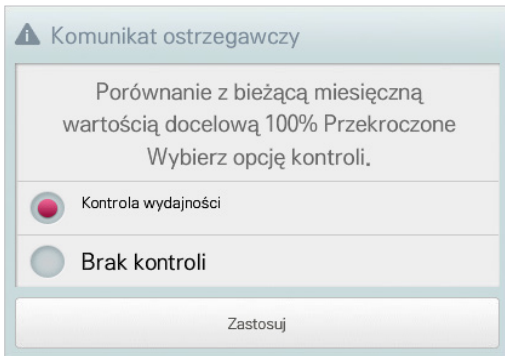 Komunikat ostrzegawczy
Porównanie z bieżącą miesięczną
wartością docelową 100% Przekroczone
Wybierz opcję kontroli.
Kontrola wydajności
Brak kontroli
Zastosuj